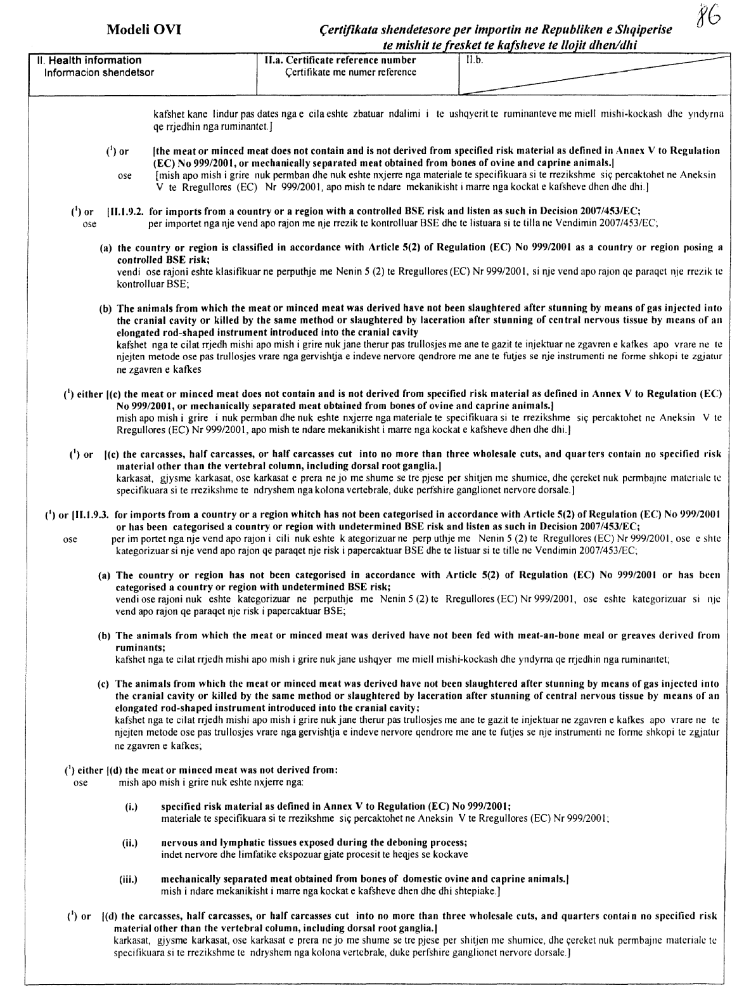 86
Modeli OVI
Çertifikata shendetesore per importin ne Republiken e Shqiperise
te mishit te fresket te kafsheve te llojit dhen/dhi
II. Health information
Informacion shendetsor
II.a. Certificate reference number
Çertifikate me numer reference
II.b.
kafshet kane lindur pas dates nga e cila eshte zbatuar ndalimi i te ushqyerit te ruminanteve me miell mishi-kockash dhe yndyrna
qe rrjedhin nga ruminantet.]
(¹) or [the meat or minced meat does not contain and is not derived from specified risk material as defined in Annex V to Regulation
(EC) No 999/2001, or mechanically separated meat obtained from bones of ovine and caprine animals.]
ose [mish apo mish i grire nuk permban dhe nuk eshte nxjerre nga materiale te specifikuara si te rrezikshme siç percaktohet ne Aneksin
V te Rregullores (EC) Nr 999/2001, apo mish te ndare mekanikisht i marre nga kockat e kafsheve dhen dhe dhi.]
(¹) or [II.1.9.2. for imports from a country or a region with a controlled BSE risk and listen as such in Decision 2007/453/EC;
ose per importet nga nje vend apo rajon me nje rrezik te kontrolluar BSE dhe te listuara si te tilla ne Vendimin 2007/453/EC;
(a) the country or region is classified in accordance with Article 5(2) of Regulation (EC) No 999/2001 as a country or region posing a
controlled BSE risk;
vendi ose rajoni eshte klasifikuar ne perputhje me Nenin 5 (2) te Rregullores (EC) Nr 999/2001, si nje vend apo rajon qe paraqet nje rrezik te
kontrolluar BSE;
(b) The animals from which the meat or minced meat was derived have not been slaughtered after stunning by means of gas injected into
the cranial cavity or killed by the same method or slaughtered by laceration after stunning of central nervous tissue by means of an
elongated rod-shaped instrument introduced into the cranial cavity
kafshet nga te cilat rrjedh mishi apo mish i grire nuk jane therur pas trullosjes me ane te gazit te injektuar ne zgavren e kafkes apo vrare ne te
njejten metode ose pas trullosjes vrare nga gervishtja e indeve nervore qendrore me ane te futjes se nje instrumenti ne forme shkopi te zgjatur
ne zgavren e kafkes
(¹) either [(c) the meat or minced meat does not contain and is not derived from specified risk material as defined in Annex V to Regulation (EC)
No 999/2001, or mechanically separated meat obtained from bones of ovine and caprine animals.]
mish apo mish i grire i nuk permban dhe nuk eshte nxjerre nga materiale te specifikuara si te rrezikshme siç percaktohet ne Aneksin V te
Rregullores (EC) Nr 999/2001, apo mish te ndare mekanikisht i marre nga kockat e kafsheve dhen dhe dhi.]
(¹) or [(c) the carcasses, half carcasses, or half carcasses cut into no more than three wholesale cuts, and quarters contain no specified risk
material other than the vertebral column, including dorsal root ganglia.]
karkasat, gjysme karkasat, ose karkasat e prera ne jo me shume se tre pjese per shitjen me shumice, dhe çereket nuk permbajne materiale te
specifikuara si te rrezikshme te ndryshem nga kolona vertebrale, duke perfshire ganglionet nervore dorsale.]
(¹) or [II.1.9.3. for imports from a country or a region whitch has not been categorised in accordance with Article 5(2) of Regulation (EC) No 999/2001
or has been categorised a country or region with undetermined BSE risk and listen as such in Decision 2007/453/EC;
ose per im portet nga nje vend apo rajon i cili nuk eshte k ategorizuar ne perp uthje me Nenin 5 (2) te Rregullores (EC) Nr 999/2001, ose e shte
kategorizuar si nje vend apo rajon qe paraqet nje risk i papercaktuar BSE dhe te listuar si te tille ne Vendimin 2007/453/EC;
(a) The country or region has not been categorised in accordance with Article 5(2) of Regulation (EC) No 999/2001 or has been
categorised a country or region with undetermined BSE risk;
vendi ose rajoni nuk eshte kategorizuar ne perputhje me Nenin 5 (2) te Rregullores (EC) Nr 999/2001, ose eshte kategorizuar si nje
vend apo rajon qe paraqet nje risk i papercaktuar BSE;
(b) The animals from which the meat or minced meat was derived have not been fed with meat-an-bone meal or greaves derived from
ruminants;
kafshet nga te cilat rrjedh mishi apo mish i grire nuk jane ushqyer me miell mishi-kockash dhe yndyrna qe rrjedhin nga ruminantet;
(c) The animals from which the meat or minced meat was derived have not been slaughtered after stunning by means of gas injected into
the cranial cavity or killed by the same method or slaughtered by laceration after stunning of central nervous tissue by means of an
elongated rod-shaped instrument introduced into the cranial cavity;
kafshet nga te cilat rrjedh mishi apo mish i grire nuk jane therur pas trullosjes me ane te gazit te injektuar ne zgavren e kafkes apo vrare ne te
njejten metode ose pas trullosjes vrare nga gervishtja e indeve nervore qendrore me ane te futjes se nje instrumenti ne forme shkopi te zgjatur
ne zgavren e kafkes;
(¹) either [(d) the meat or minced meat was not derived from:
ose mish apo mish i grire nuk eshte nxjerre nga:
(i.) specified risk material as defined in Annex V to Regulation (EC) No 999/2001;
materiale te specifikuara si te rrezikshme siç percaktohet ne Aneksin V te Rregullores (EC) Nr 999/2001;
(ii.) nervous and lymphatic tissues exposed during the deboning process;
indet nervore dhe limfatike ekspozuar gjate procesit te heqjes se kockave
(iii.) mechanically separated meat obtained from bones of domestic ovine and caprine animals.]
mish i ndare mekanikisht i marre nga kockat e kafsheve dhen dhe dhi shtepiake.]
(¹) or [(d) the carcasses, half carcasses, or half carcasses cut into no more than three wholesale cuts, and quarters contain no specified risk
material other than the vertebral column, including dorsal root ganglia.]
karkasat, gjysme karkasat, ose karkasat e prera ne jo me shume se tre pjese per shitjen me shumice, dhe çereket nuk permbajne materiale te
specifikuara si te rrezikshme te ndryshem nga kolona vertebrale, duke perfshire ganglionet nervore dorsale.]